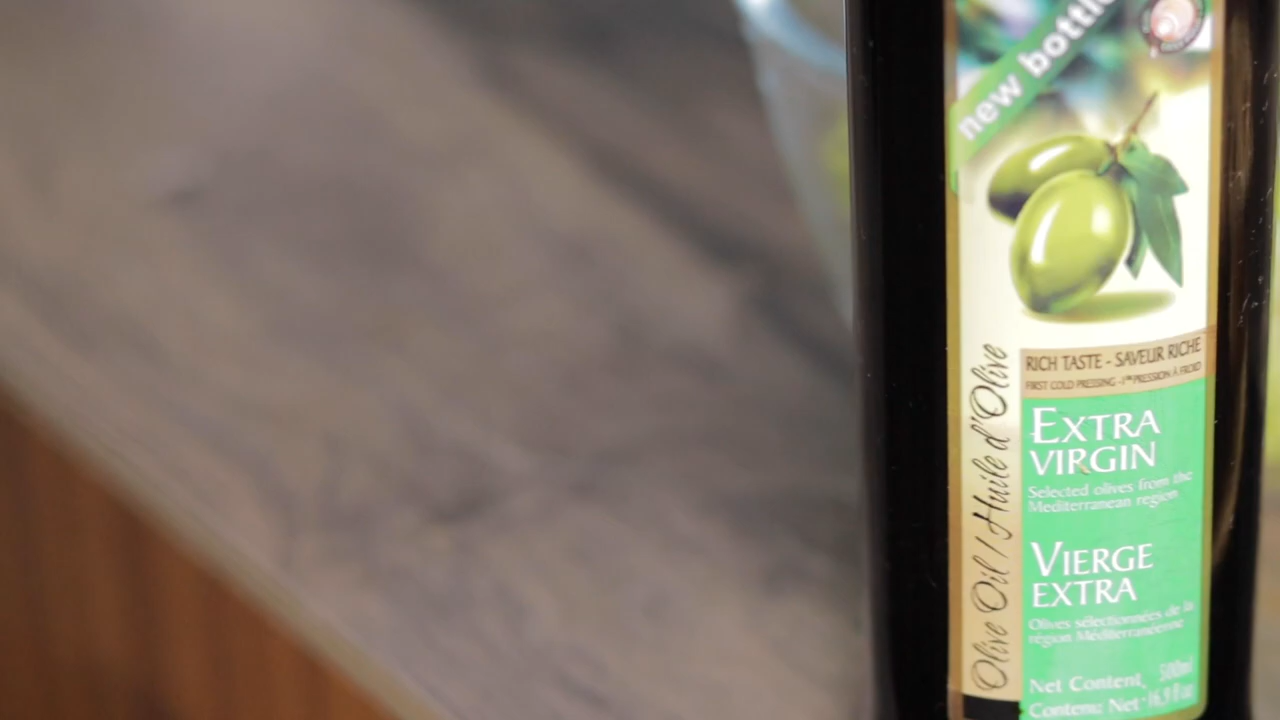 new bottle
RICH TASTE - SAVEUR RICHE
FIRST COLD PRESSING - 1ère PRESSION À FROID
Olive Oil / Huile d'Olive
EXTRA
VIRGIN
Selected olives from the
Mediterranean region
VIERGE
EXTRA
Olives sélectionnées de la
région Méditerranéenne
Net Content, 500ml
Contenu Net 16.9 fl oz